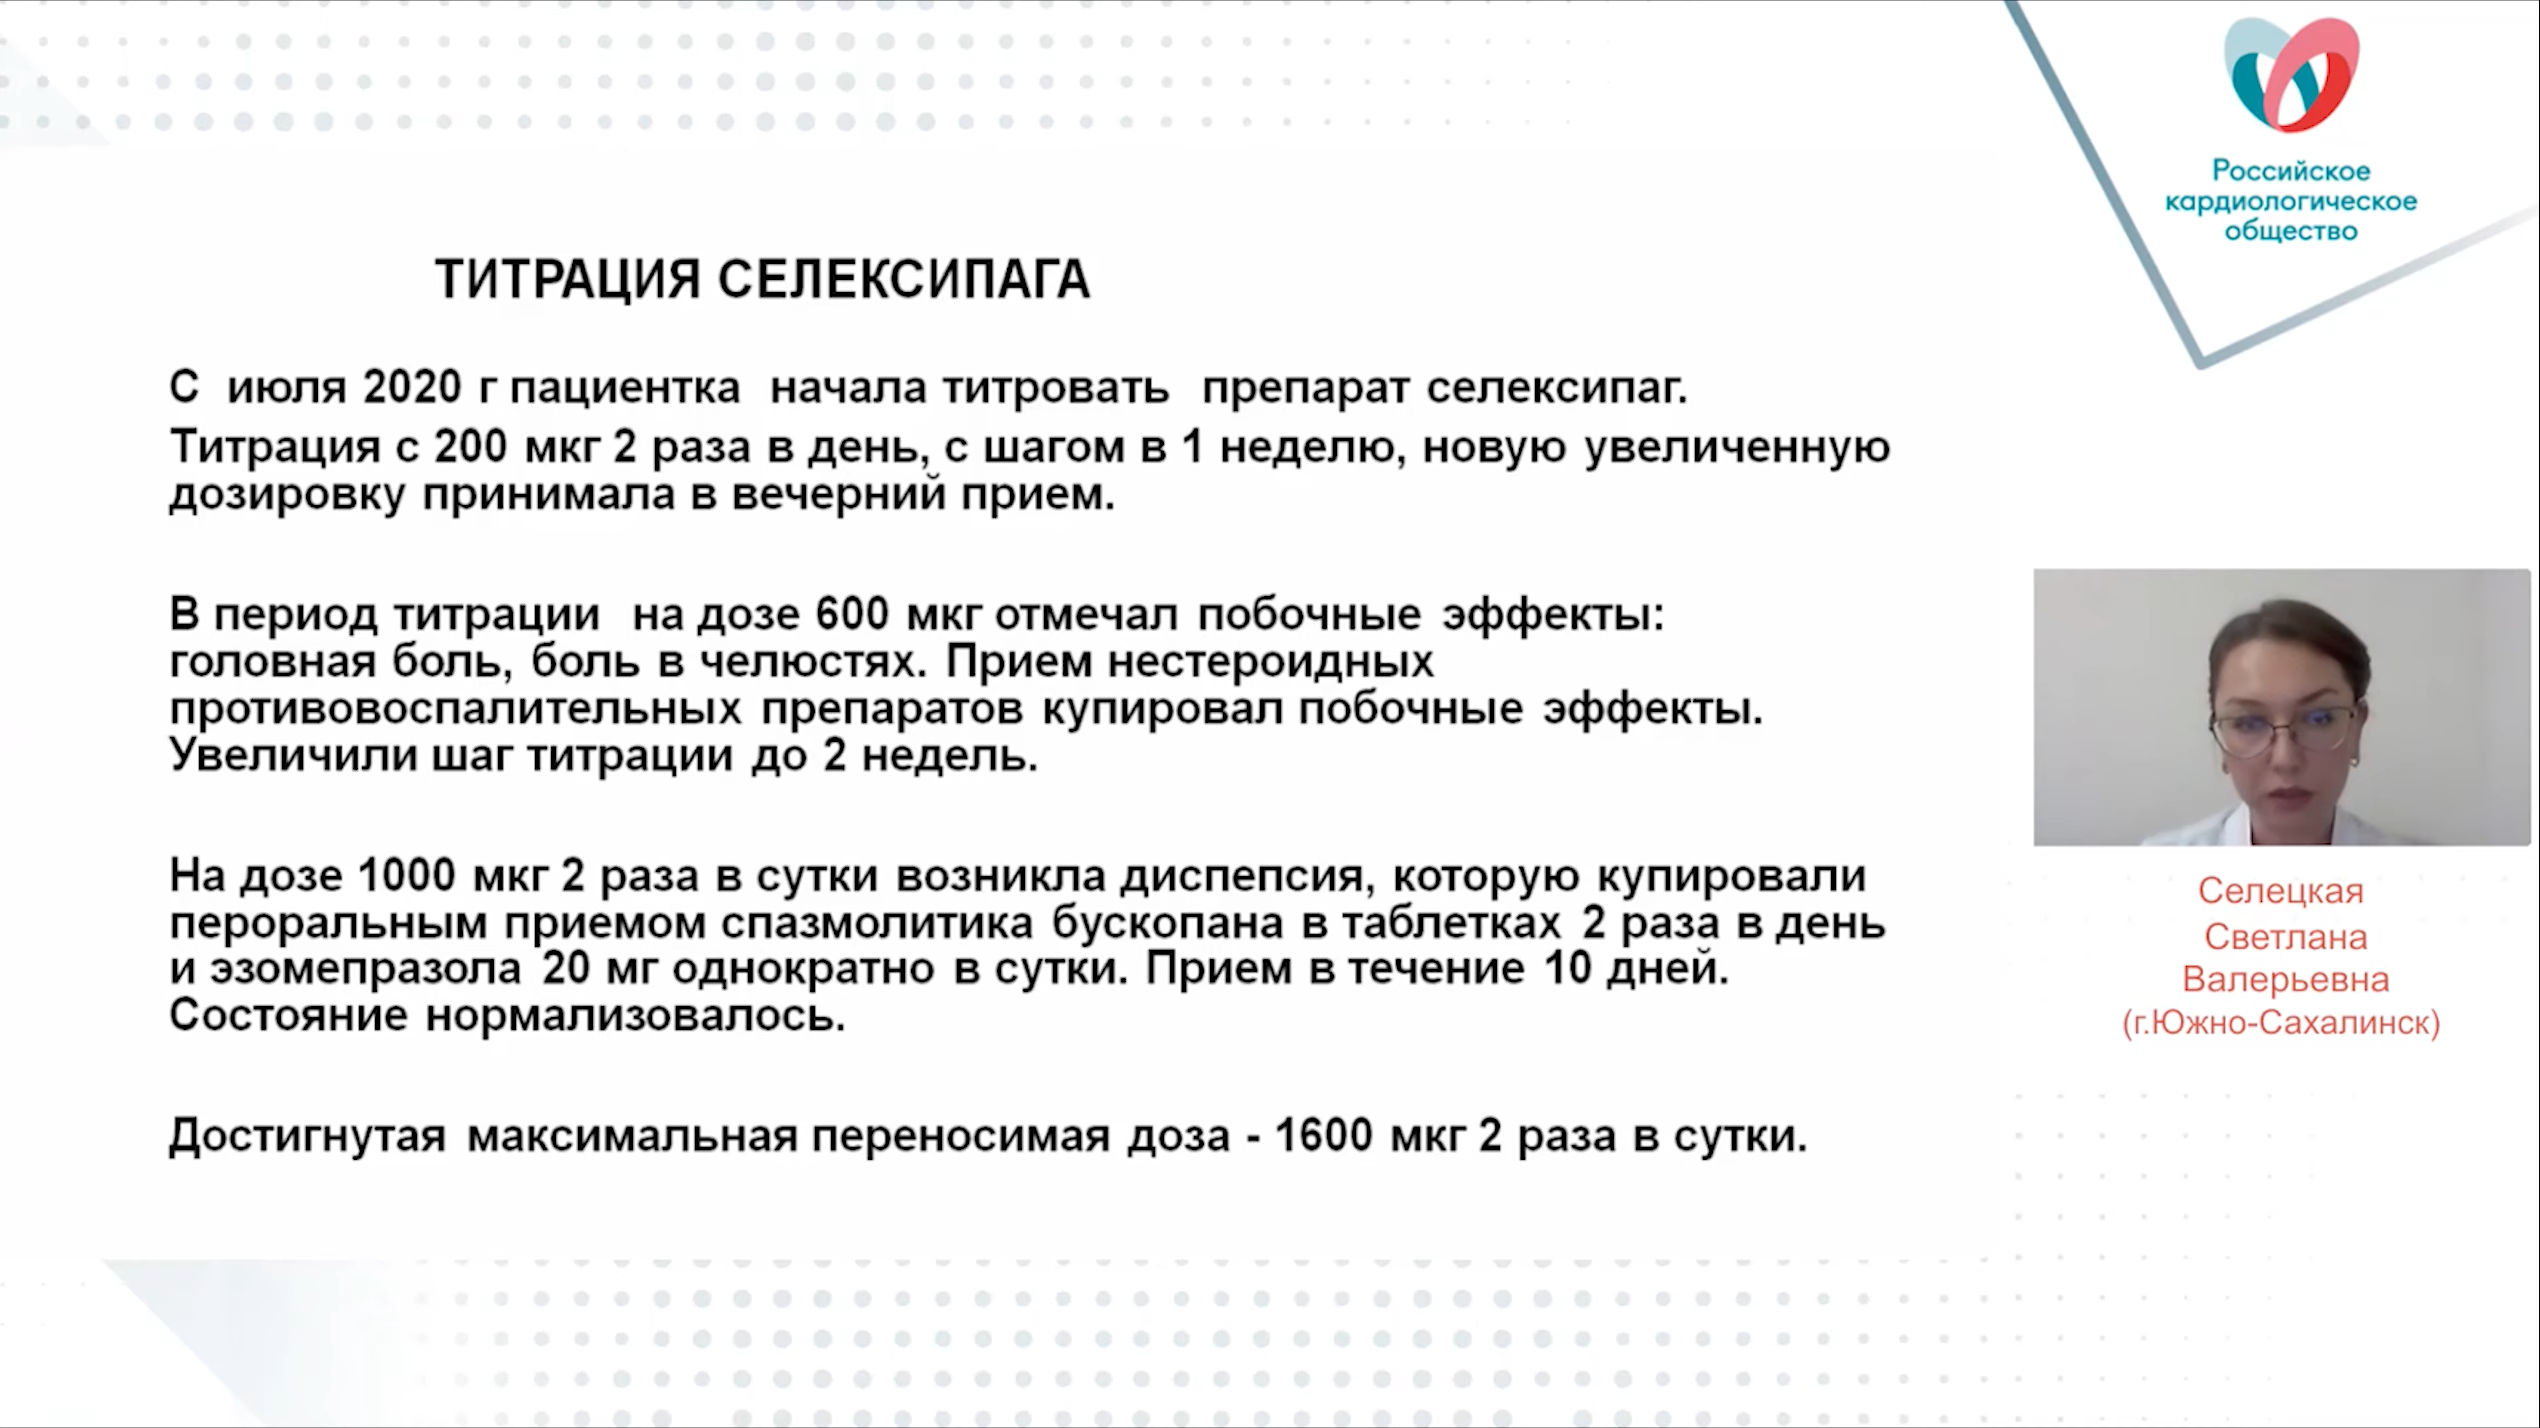 Российское
кардиологическое
общество
ТИТРАЦИЯ СЕЛЕКСИПАГА
С июля 2020 г пациентка начала титровать препарат селексипаг.
Титрация с 200 мкг 2 раза в день, с шагом в 1 неделю, новую увеличенную
дозировку принимала в вечерний прием.
В период титрации на дозе 600 мкг отмечал побочные эффекты:
головная боль, боль в челюстях. Прием нестероидных
противовоспалительных препаратов купировал побочные эффекты.
Увеличили шаг титрации до 2 недель.
На дозе 1000 мкг 2 раза в сутки возникла диспепсия, которую купировали
пероральным приемом спазмолитика бускопана в таблетках 2 раза в день
и эзомепразола 20 мг однократно в сутки. Прием в течение 10 дней.
Состояние нормализовалось.
Достигнутая максимальная переносимая доза - 1600 мкг 2 раза в сутки.
Селецкая
Светлана
Валерьевна
(г.Южно-Сахалинск)